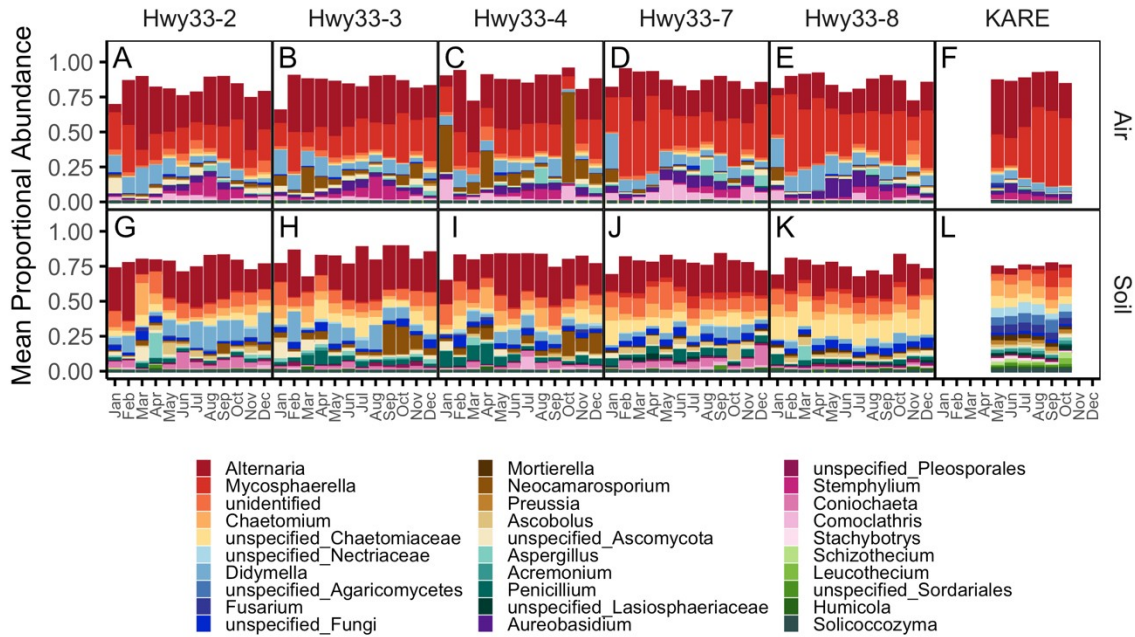 Hwy33-2 Hwy33-3 Hwy33-4 Hwy33-7 Hwy33-8 KARE
A B C D E F
1.00
0.75
0.50
0.25
0.00
Air
G H I J K L
1.00
0.75
0.50
0.25
0.00
Soil
Mean Proportional Abundance
Jan Feb Mar Apr May Jun Jul Aug Sep Oct Nov Dec Jan Feb Mar Apr May Jun Jul Aug Sep Oct Nov Dec Jan Feb Mar Apr May Jun Jul Aug Sep Oct Nov Dec Jan Feb Mar Apr May Jun Jul Aug Sep Oct Nov Dec Jan Feb Mar Apr May Jun Jul Aug Sep Oct Nov Dec Jan Feb Mar Apr May Jun Jul Aug Sep Oct Nov Dec
Alternaria
Mycosphaerella
unidentified
Chaetomium
unspecified_Chaetomiaceae
unspecified_Nectriaceae
Didymella
unspecified_Agaricomycetes
Fusarium
unspecified_Fungi
Mortierella
Neocamarosporium
Preussia
Ascobolus
unspecified_Ascomycota
Aspergillus
Acremonium
Penicillium
unspecified_Lasiosphaeriaceae
Aureobasidium
unspecified_Pleosporales
Stemphylium
Coniochaeta
Comoclathris
Stachybotrys
Schizothecium
Leucothecium
unspecified_Sordariales
Humicola
Solicoccozyma